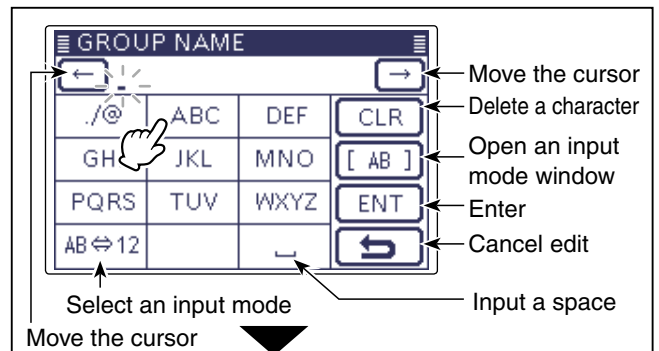 GROUP NAME
← → Move the cursor
./@ ABC DEF CLR Delete a character
GH JKL MNO [ AB ] Open an input
mode window
PQRS TUV WXYZ ENT Enter
AB⇔12 ⌴ Cancel edit
Select an input mode Input a space
Move the cursor